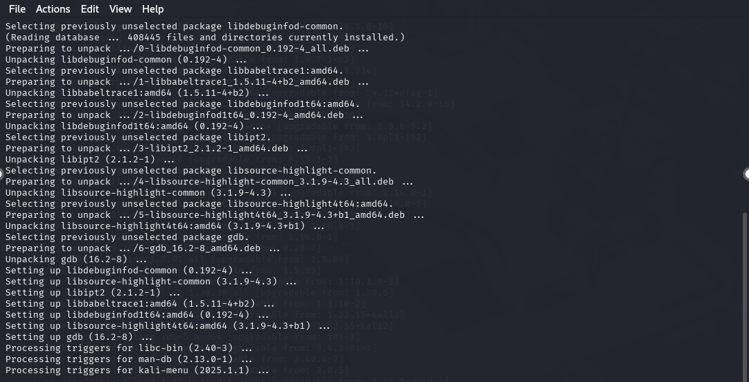 File Actions Edit View Help
Selecting previously unselected package libdebuginfod-common.
(Reading database ... 408445 files and directories currently installed.)
Preparing to unpack .../0-libdebuginfod-common_0.192-4_all.deb ...
Unpacking libdebuginfod-common (0.192-4) ...
Selecting previously unselected package libbabeltrace1:amd64.
Preparing to unpack .../1-libbabeltrace1_1.5.11-4+b2_amd64.deb ...
Unpacking libbabeltrace1:amd64 (1.5.11-4+b2) ...
Selecting previously unselected package libdebuginfod1t64:amd64.
Preparing to unpack .../2-libdebuginfod1t64_0.192-4_amd64.deb ...
Unpacking libdebuginfod1t64:amd64 (0.192-4) ...
Selecting previously unselected package libipt2.
Preparing to unpack .../3-libipt2_2.1.2-1_amd64.deb ...
Unpacking libipt2 (2.1.2-1) ...
Selecting previously unselected package libsource-highlight-common.
Preparing to unpack .../4-libsource-highlight-common_3.1.9-4.3_all.deb ...
Unpacking libsource-highlight-common (3.1.9-4.3) ...
Selecting previously unselected package libsource-highlight4t64:amd64.
Preparing to unpack .../5-libsource-highlight4t64_3.1.9-4.3+b1_amd64.deb ...
Unpacking libsource-highlight4t64:amd64 (3.1.9-4.3+b1) ...
Selecting previously unselected package gdb.
Preparing to unpack .../6-gdb_16.2-8_amd64.deb ...
Unpacking gdb (16.2-8) ...
Setting up libdebuginfod-common (0.192-4) ...
Setting up libsource-highlight-common (3.1.9-4.3) ...
Setting up libipt2 (2.1.2-1) ...
Setting up libbabeltrace1:amd64 (1.5.11-4+b2) ...
Setting up libdebuginfod1t64:amd64 (0.192-4) ...
Setting up libsource-highlight4t64:amd64 (3.1.9-4.3+b1) ...
Setting up gdb (16.2-8) ...
Processing triggers for libc-bin (2.40-3) ...
Processing triggers for man-db (2.13.0-1) ...
Processing triggers for kali-menu (2025.1.1) ...